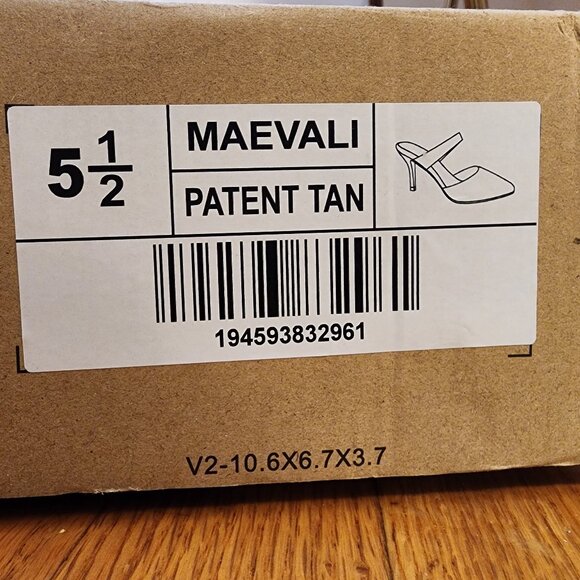 5 1/2
MAEVALI
PATENT TAN
194593832961
V2-10.6X6.7X3.7